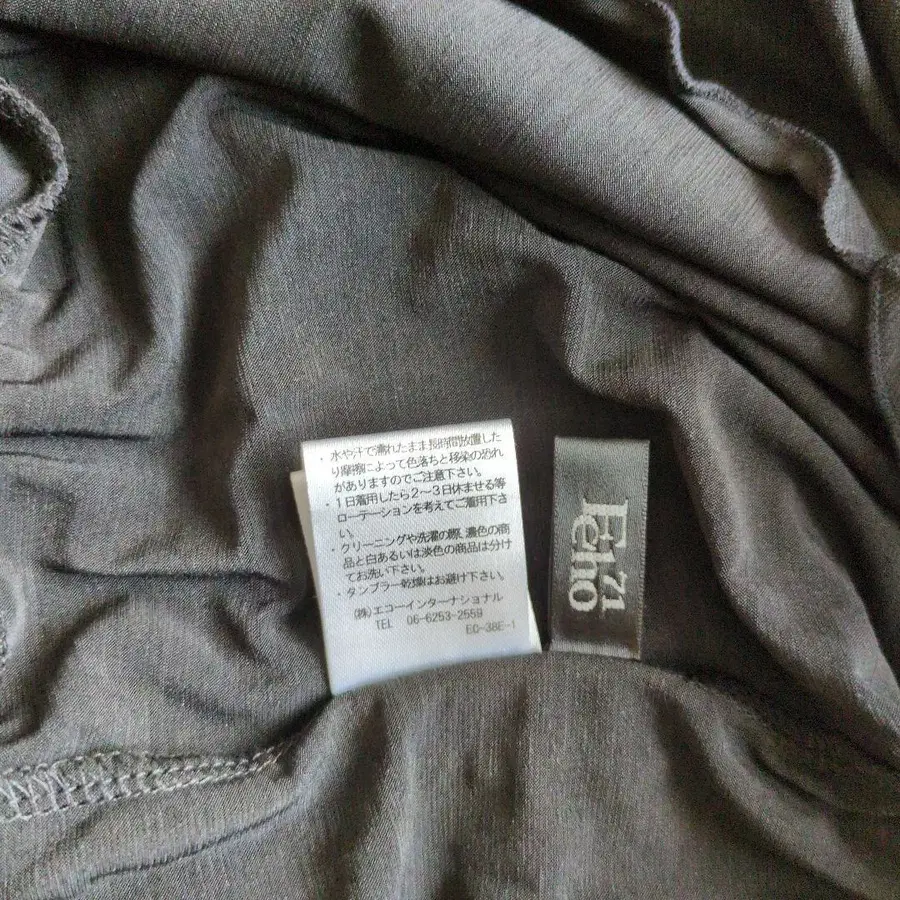 ・水や汗で濡れたまま長時間放置した
り摩擦によって色落ちと移染の恐れ
がありますのでご注意下さい。
・1日着用したら2〜3日休ませる等
ローテーションを考えてご着用下さ
い。
・クリーニングや洗濯の際、濃色の商
品と白あるいは淡色の商品は分け
てお洗い下さい。
・タンブラー乾燥はお避け下さい。
(株)エコーインターナショナル
TEL 06-6253-2559
EC-38E-1
71